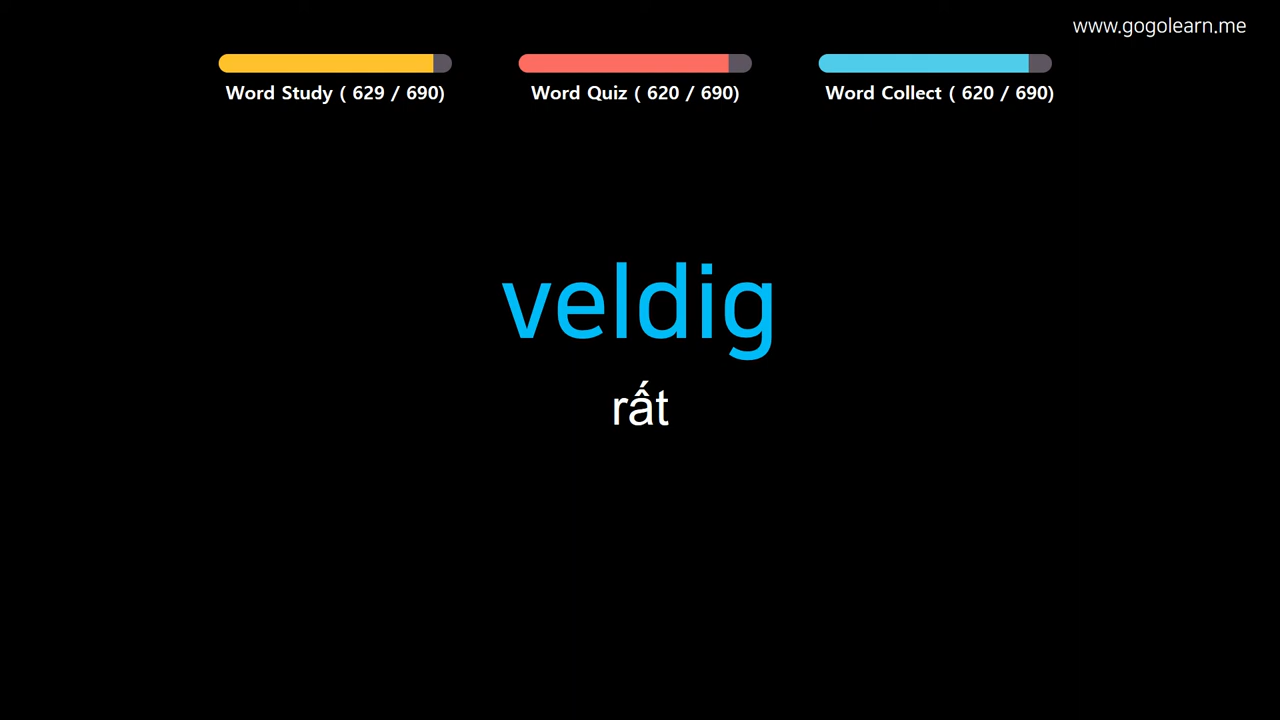 www.gogolearn.me
Word Study ( 629 / 690)
Word Quiz ( 620 / 690)
Word Collect ( 620 / 690)
veldig
rất